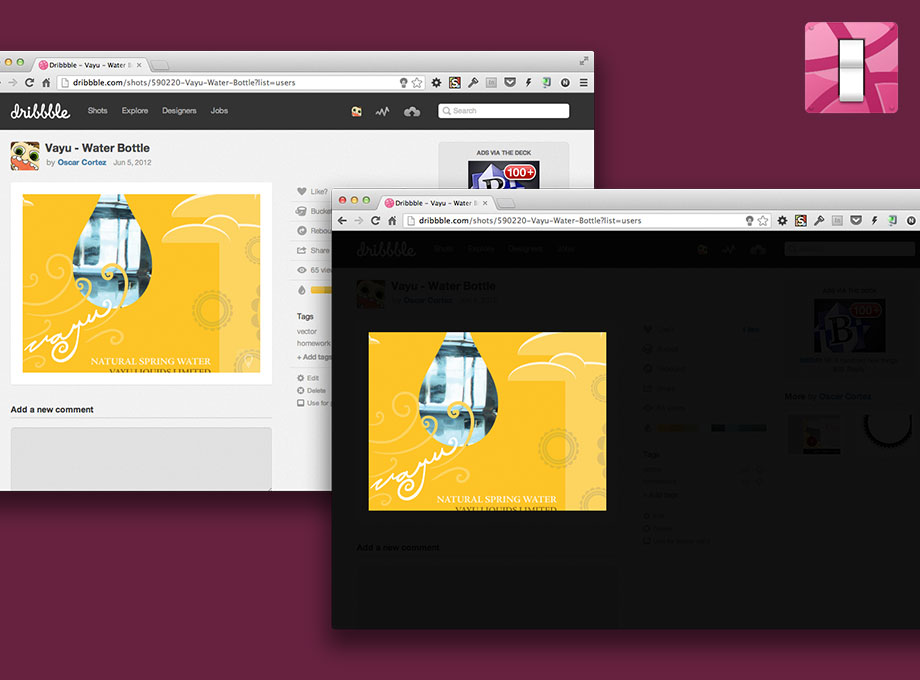 Dribbble – Vayu – Water B
dribbble.com/shots/590220-Vayu-Water-Bottle?list=users
dribbble
Shots Explore Designers Jobs
Search
Vayu - Water Bottle
by Oscar Cortez Jun 5, 2012
ADS VIA THE DECK
100+
Like?
Bucket
Rebou
Share
65 view
vayu
NATURAL SPRING WATER
VAYU LIQUIDS LIMITED
Tags
vector
homework
+ Add tags
Edit
Delete
Use for p
Add a new comment
Dribbble – Vayu – Water B
dribbble.com/shots/590220-Vayu-Water-Bottle?list=users
dribbble
Shots Explore Designers Jobs
Vayu - Water Bottle
by Oscar Cortez
ADS VIA THE DECK
100+
B
vayu
NATURAL SPRING WATER
VAYU LIQUIDS LIMITED
More by Oscar Cortez
Tags
+ Add tags
Add a new comment